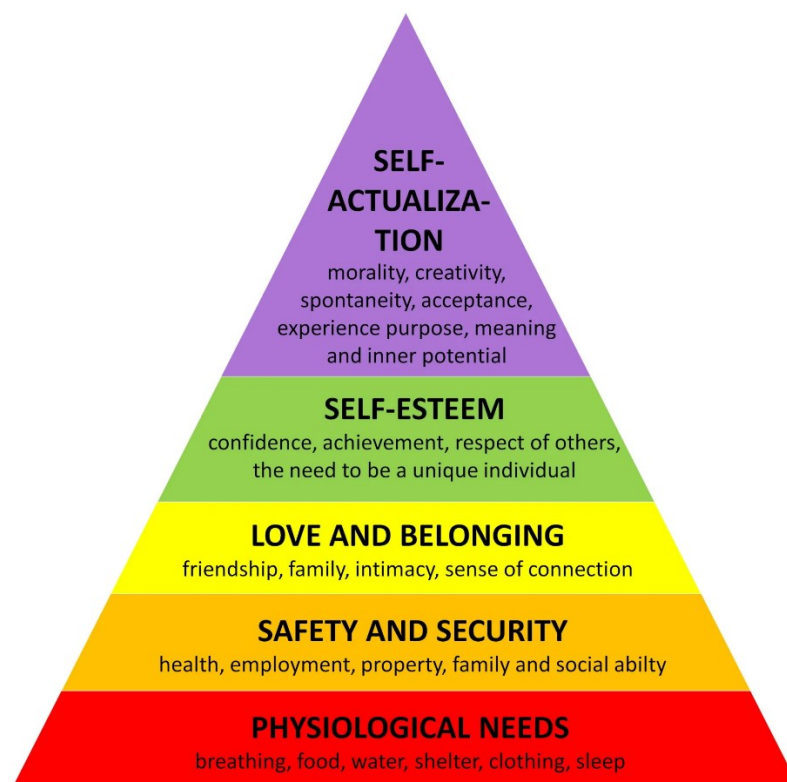 SELF-
ACTUALIZA-
TION
morality, creativity,
spontaneity, acceptance,
experience purpose, meaning
and inner potential
SELF-ESTEEM
confidence, achievement, respect of others,
the need to be a unique individual
LOVE AND BELONGING
friendship, family, intimacy, sense of connection
SAFETY AND SECURITY
health, employment, property, family and social abilty
PHYSIOLOGICAL NEEDS
breathing, food, water, shelter, clothing, sleep